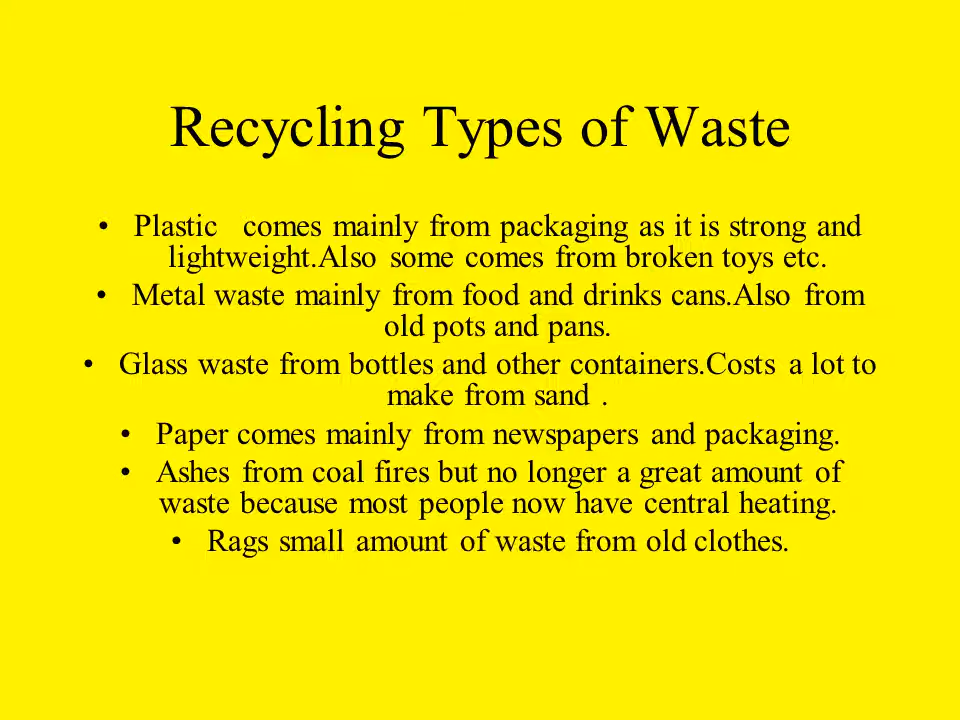 Recycling Types of Waste
• Plastic comes mainly from packaging as it is strong and
lightweight.Also some comes from broken toys etc.
• Metal waste mainly from food and drinks cans.Also from
old pots and pans.
• Glass waste from bottles and other containers.Costs a lot to
make from sand .
• Paper comes mainly from newspapers and packaging.
• Ashes from coal fires but no longer a great amount of
waste because most people now have central heating.
• Rags small amount of waste from old clothes.